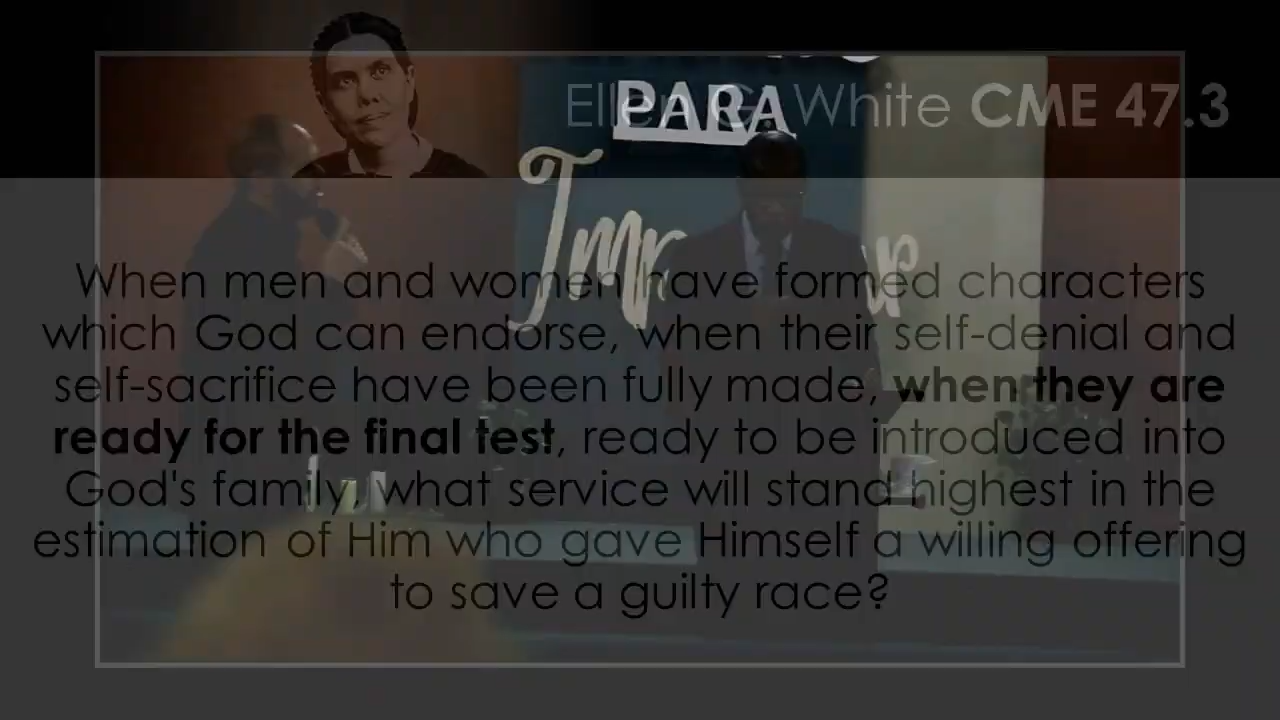 Ellen G. White CME 47.3
PARA
When men and women have formed characters
which God can endorse, when their self-denial and
self-sacrifice have been fully made, when they are
ready for the final test, ready to be introduced into
God's family, what service will stand highest in the
estimation of Him who gave Himself a willing offering
to save a guilty race?